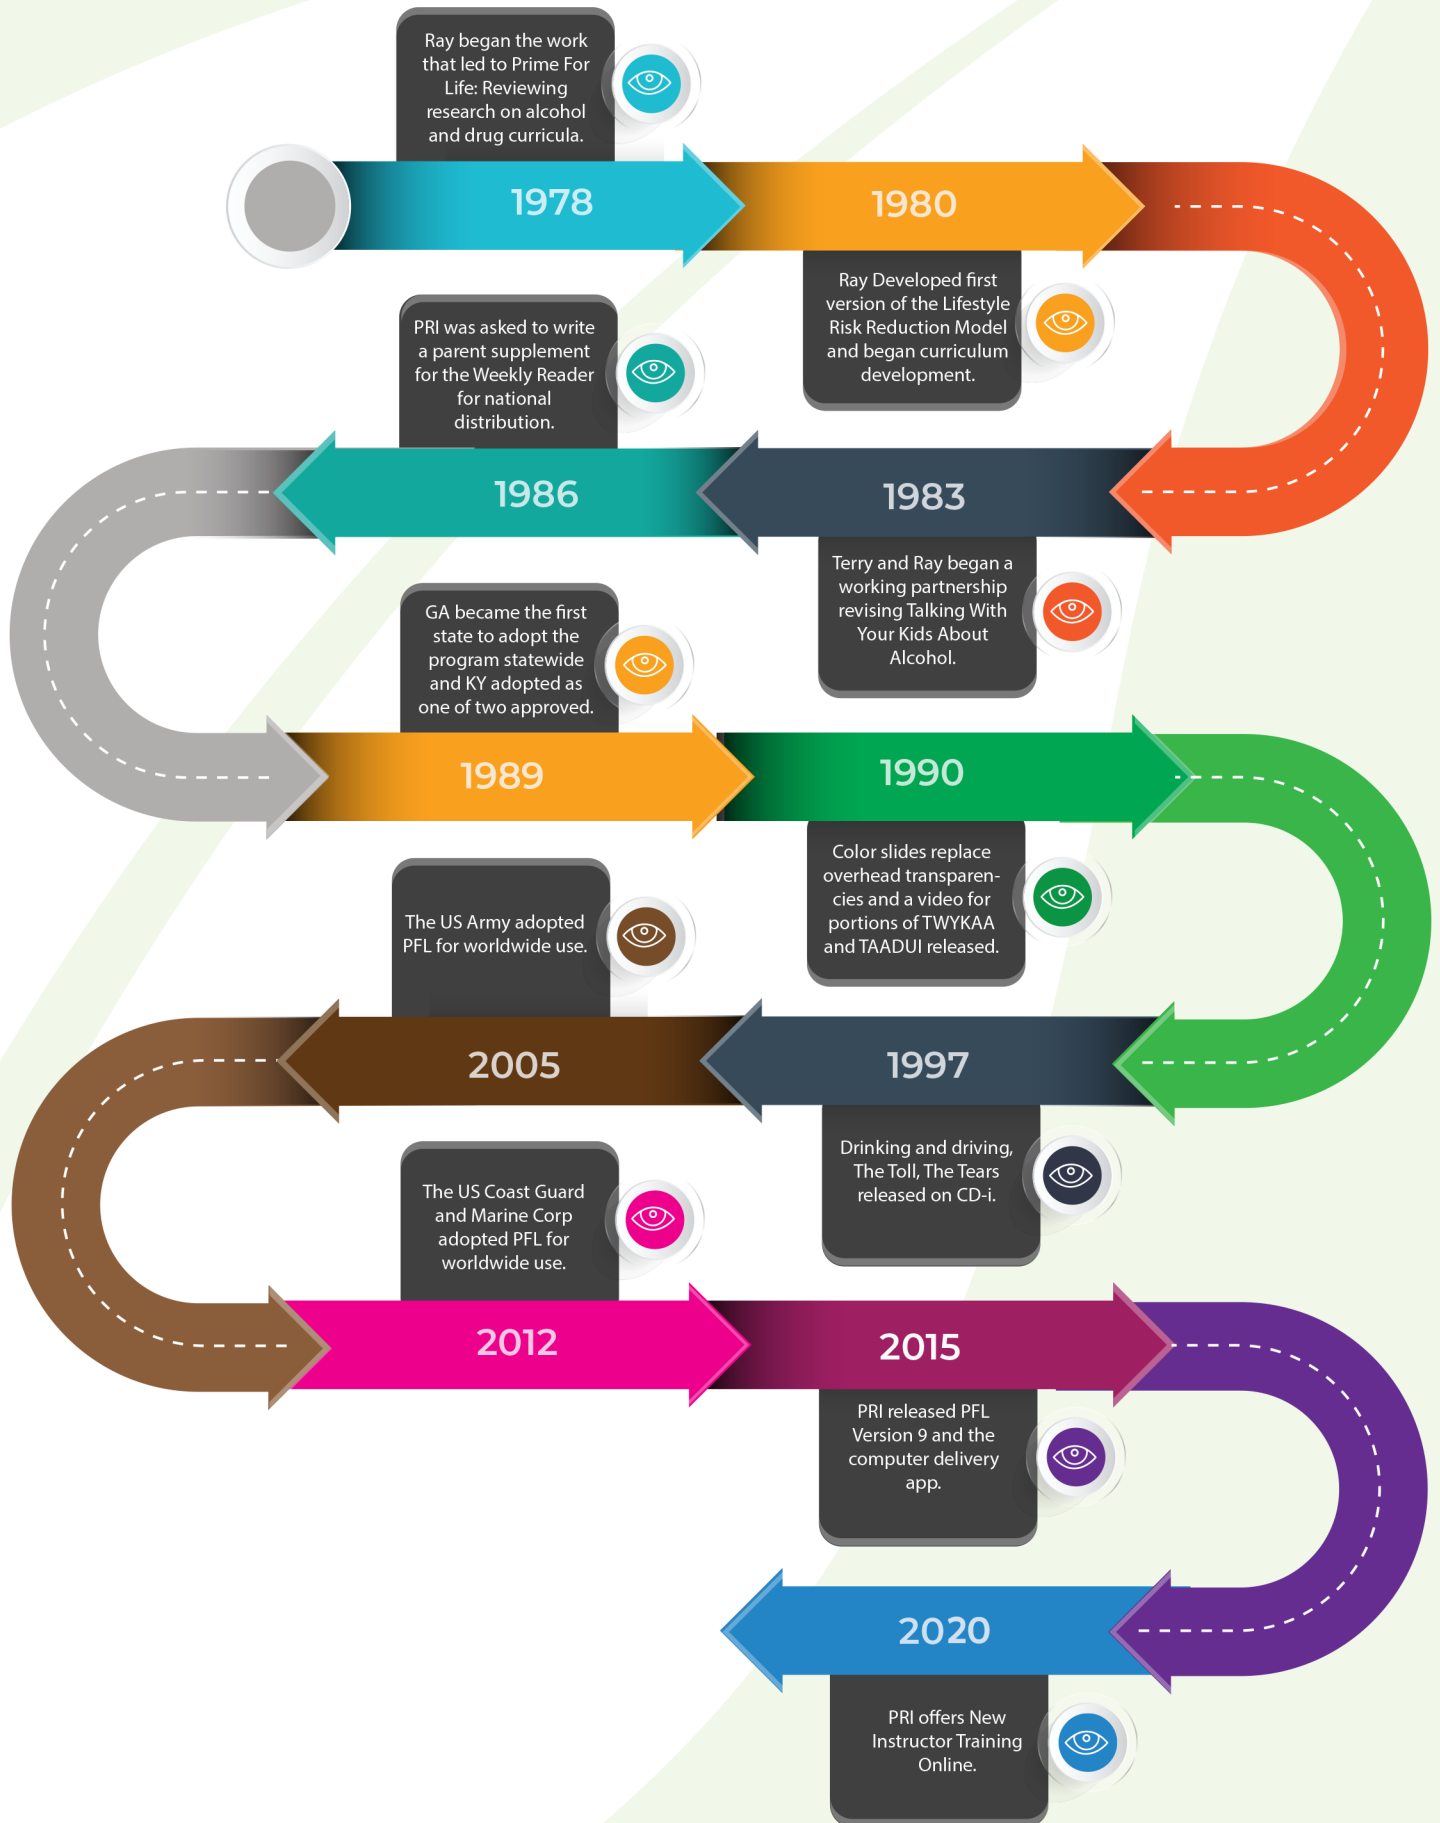 Ray began the work
that led to Prime For
Life: Reviewing
research on alcohol
and drug curricula.
1978
1980
Ray Developed first
version of the Lifestyle
Risk Reduction Model
and began curriculum
development.
PRI was asked to write
a parent supplement
for the Weekly Reader
for national
distribution.
1983
1986
Terry and Ray began a
working partnership
revising Talking With
Your Kids About
Alcohol.
GA became the first
state to adopt the
program statewide
and KY adopted as
one of two approved.
1989
1990
Color slides replace
overhead transparen-
cies and a video for
portions of TWYKAA
and TAADUI released.
The US Army adopted
PFL for worldwide use.
1997
2005
Drinking and driving,
The Toll, The Tears
released on CD-i.
The US Coast Guard
and Marine Corp
adopted PFL for
worldwide use.
2012
2015
PRI released PFL
Version 9 and the
computer delivery
app.
2020
PRI offers New
Instructor Training
Online.